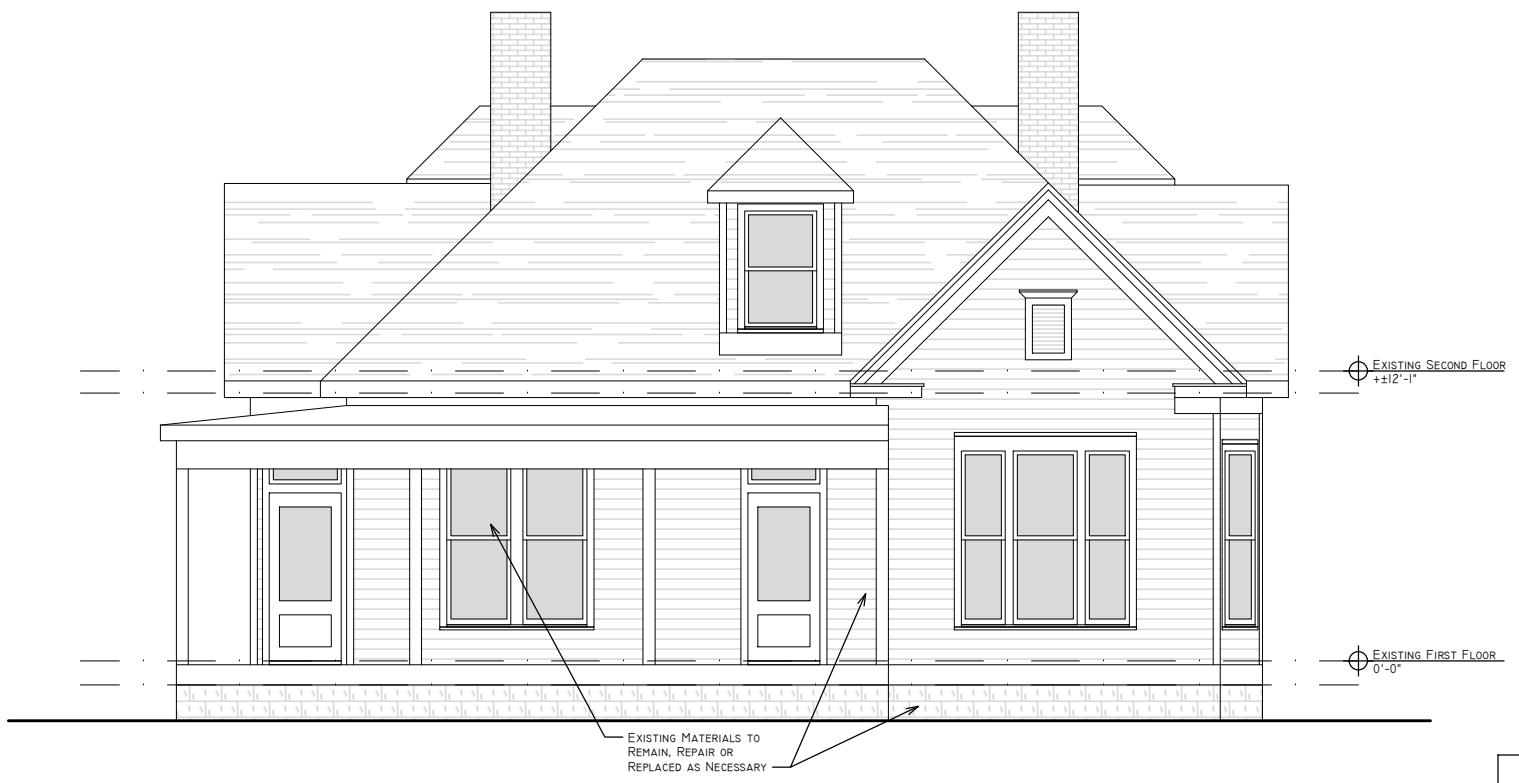 EXISTING SECOND FLOOR
+±12'-1"
EXISTING FIRST FLOOR
0'-0"
EXISTING MATERIALS TO
REMAIN, REPAIR OR
REPLACED AS NECESSARY